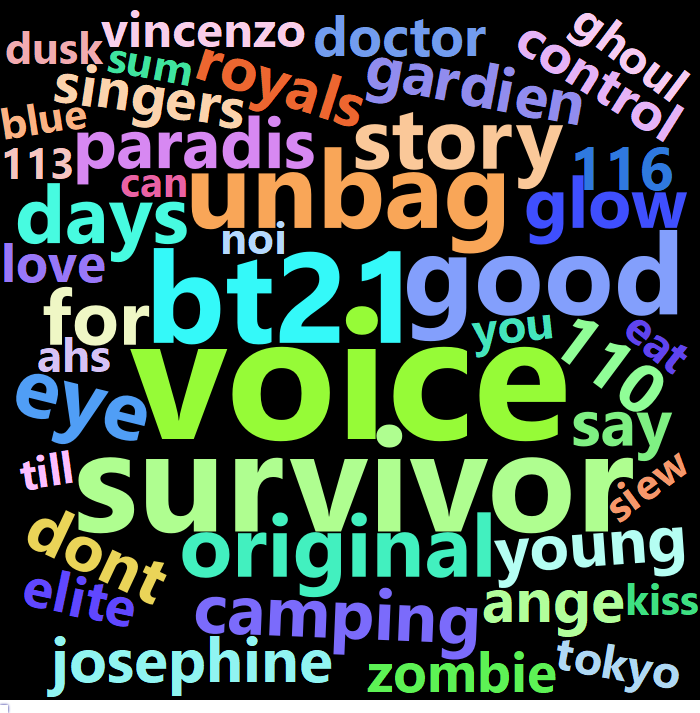 vincenzo
doctor
ghoul
dusk
sum
royals
control
singers
gardien
blue
113
paradis
story
116
can
unbag
days
glow
noi
love
bt21
good
for
you
110
eat
ahs
voice
eye
say
till
survivor
siew
dont
original
young
elite
camping
ange
kiss
josephine
zombie
tokyo